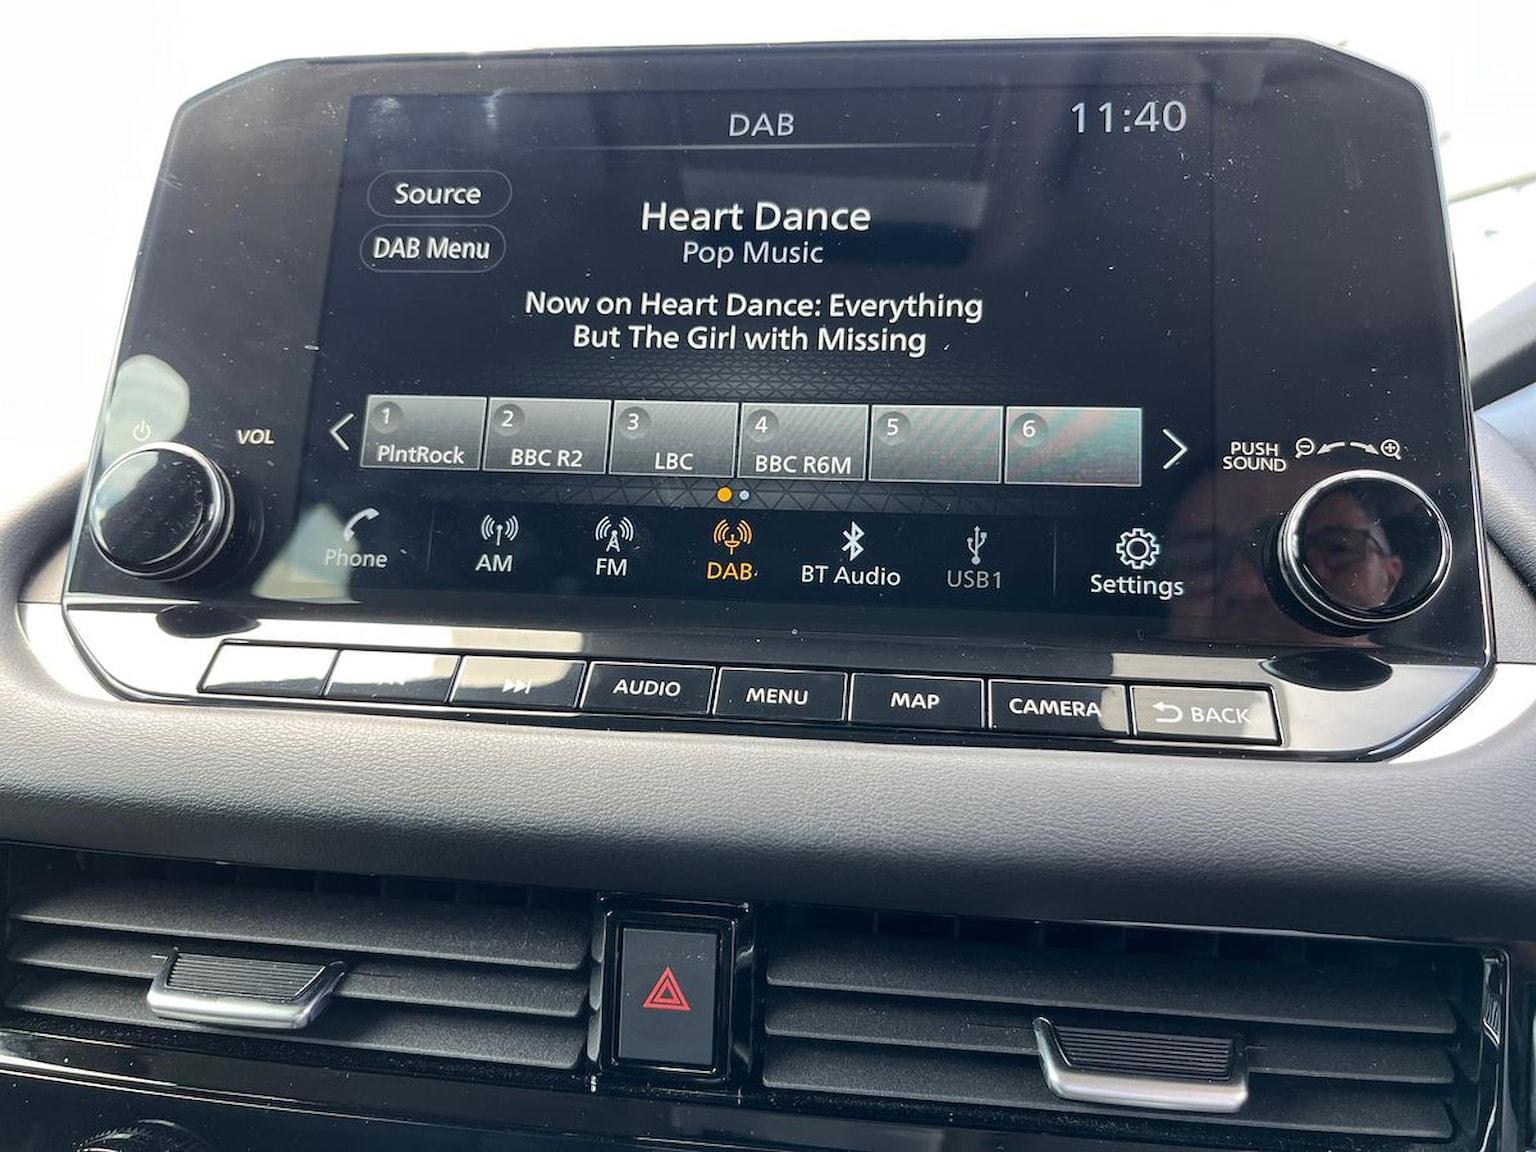 DAB
11:40
Source
DAB Menu
Heart Dance
Pop Music
Now on Heart Dance: Everything
But The Girl with Missing
VOL
1 PlntRock
2 BBC R2
3 LBC
4 BBC R6M
5
6
PUSH
SOUND
Phone
AM
FM
DAB
BT Audio
USB1
Settings
AUDIO
MENU
MAP
CAMERA
BACK